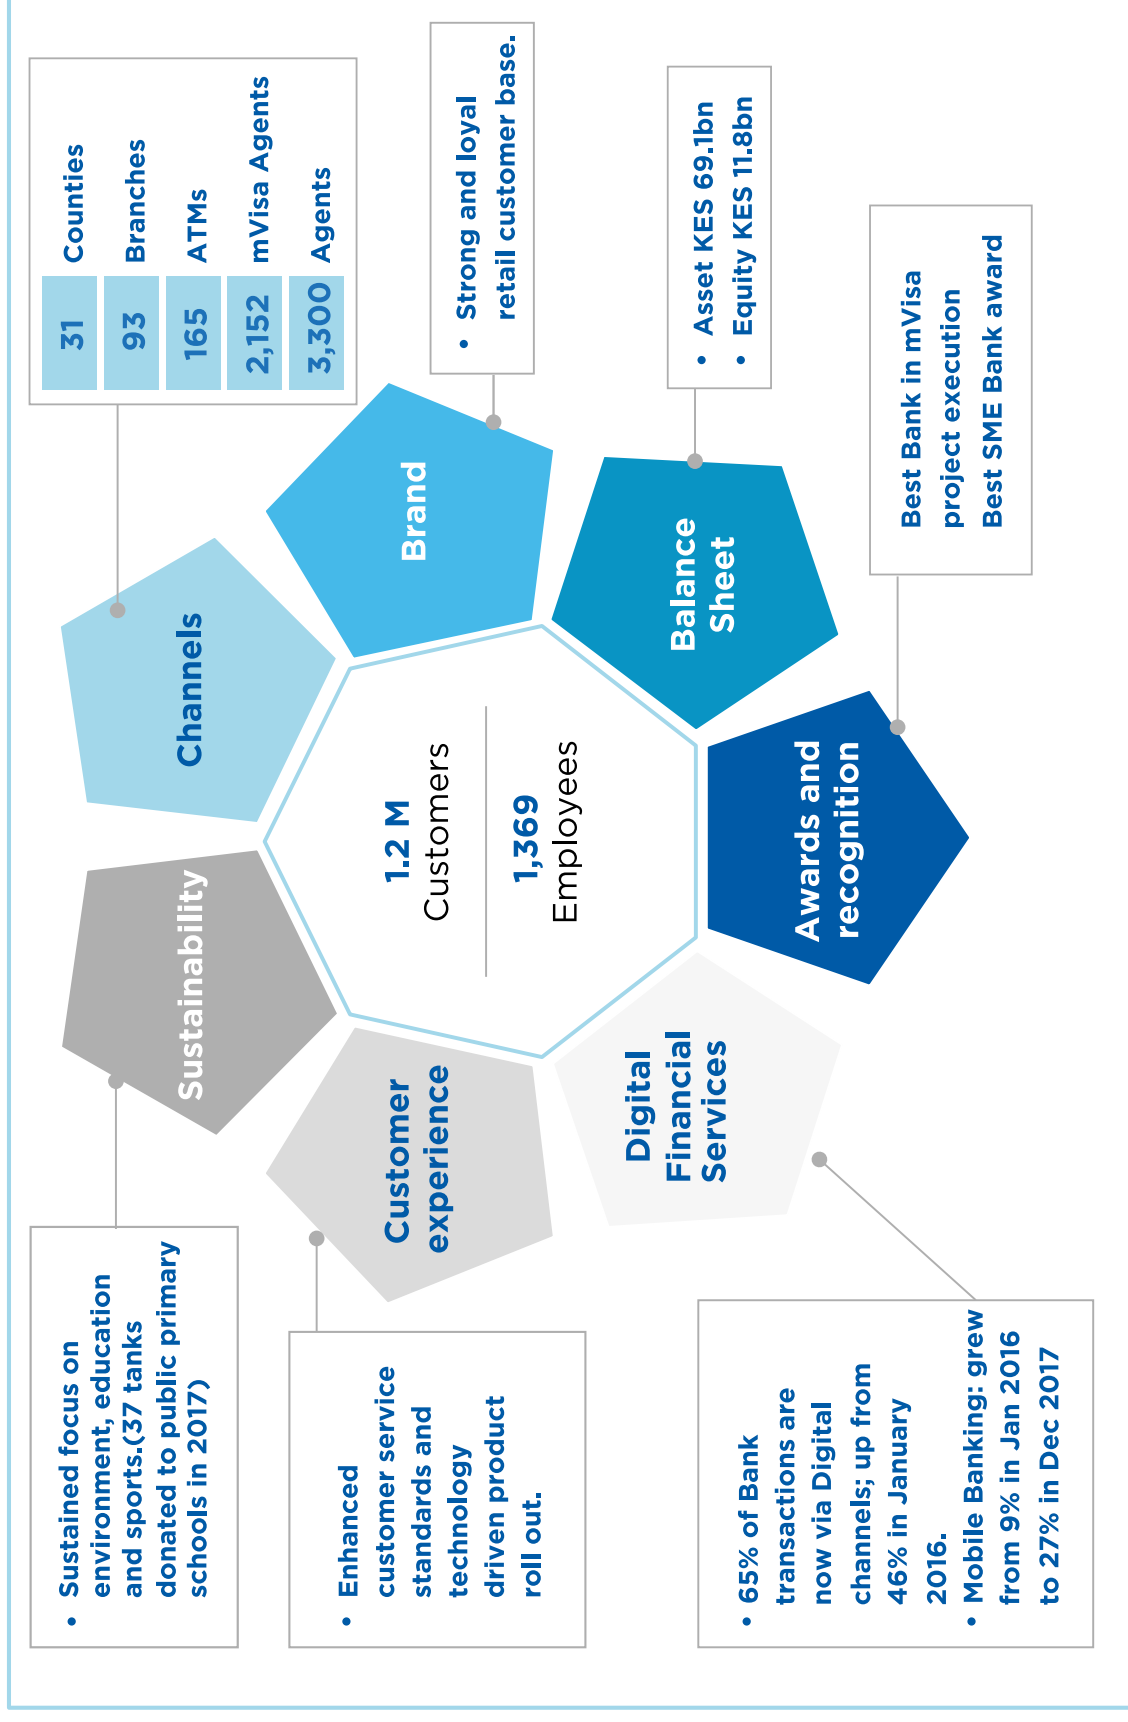 31 Counties
93 Branches
165 ATMs
2,152 mVisa Agents
3,300 Agents
Channels
Brand
• Strong and loyal
retail customer base.
Balance
Sheet
• Asset KES 69.1bn
• Equity KES 11.8bn
Awards and
recognition
Best Bank in mVisa
project execution
Best SME Bank award
Digital
Financial
Services
• 65% of Bank
transactions are
now via Digital
channels; up from
46% in January
2016.
• Mobile Banking: grew
from 9% in Jan 2016
to 27% in Dec 2017
Customer
experience
• Enhanced
customer service
standards and
technology
driven product
roll out.
Sustainability
• Sustained focus on
environment, education
and sports.(37 tanks
donated to public primary
schools in 2017)
1.2 M
Customers
1,369
Employees